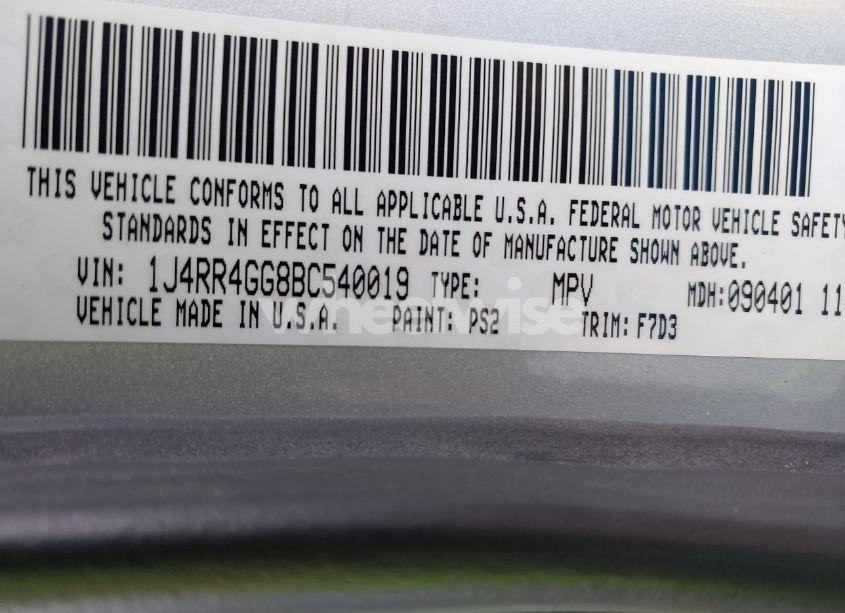 THIS VEHICLE CONFORMS TO ALL APPLICABLE U.S.A. FEDERAL MOTOR VEHICLE SAFETY
STANDARDS IN EFFECT ON THE DATE OF MANUFACTURE SHOWN ABOVE.
VIN: 1J4RR4GG8BC540019 TYPE: MPV MDH:090401 11
VEHICLE MADE IN U.S.A. PAINT: PS2 TRIM: F7D3
wheelwise